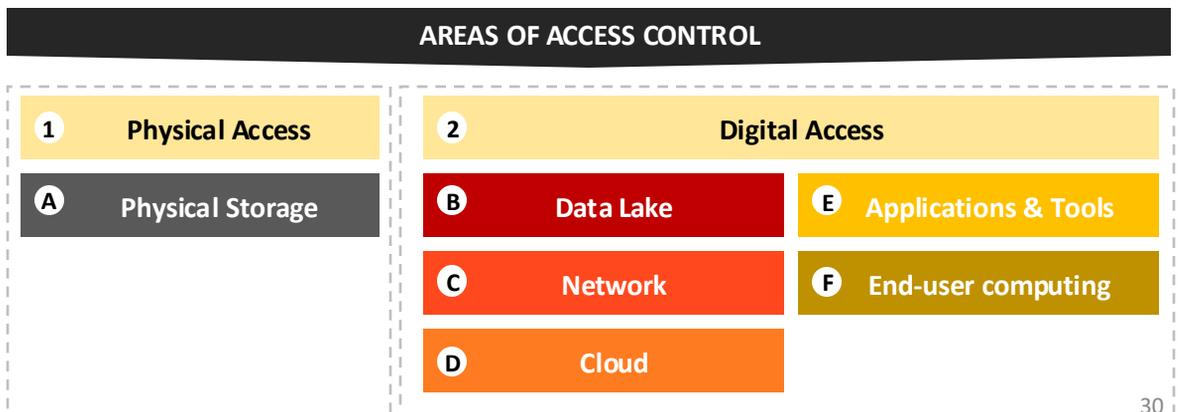 AREAS OF ACCESS CONTROL
1 Physical Access
A Physical Storage
2 Digital Access
B Data Lake
C Network
D Cloud
E Applications & Tools
F End-user computing
30